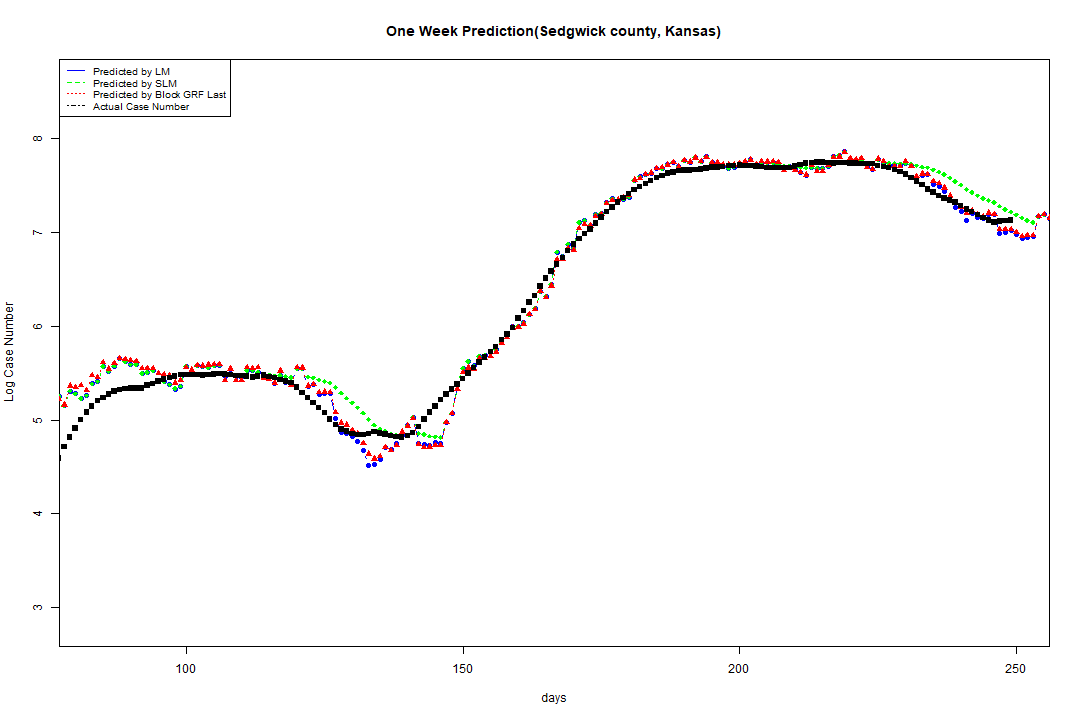 One Week Prediction(Sedgwick county, Kansas)
Predicted by LM
Predicted by SLM
Predicted by Block GRF Last
Actual Case Number
8
7
6
5
4
3
Log Case Number
100
150
200
250
days